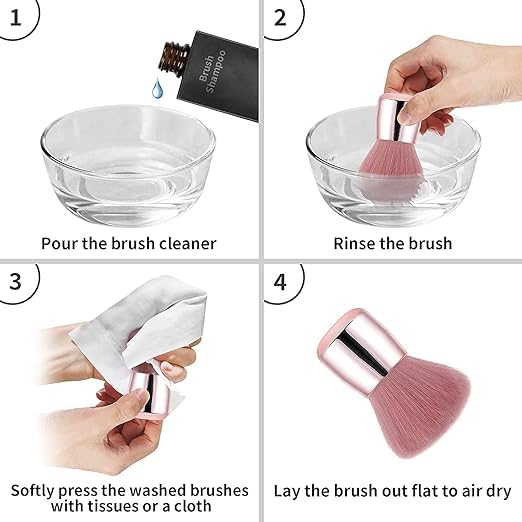 1
Brush
Shampoo
Pour the brush cleaner
2
Rinse the brush
3
Softly press the washed brushes
with tissues or a cloth
4
Lay the brush out flat to air dry